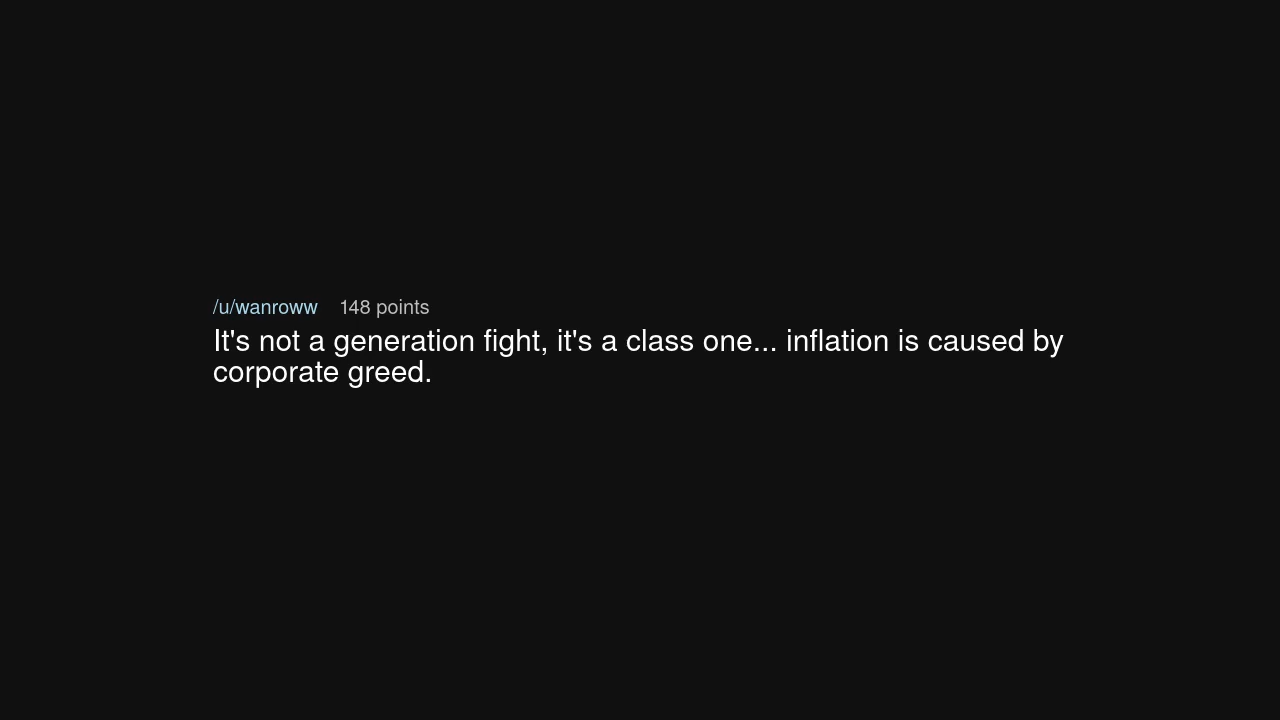 /u/wanroww 148 points
It's not a generation fight, it's a class one... inflation is caused by
corporate greed.